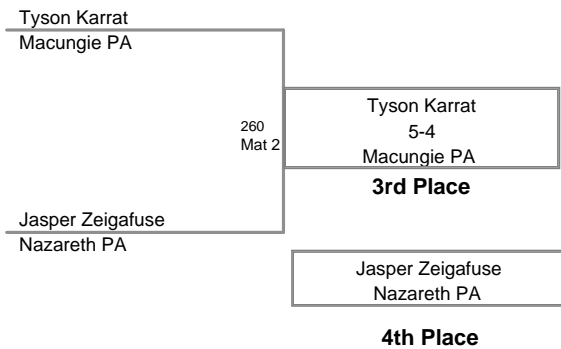 Tyson Karrat
Macungie PA
260
Mat 2
Tyson Karrat
5-4
Macungie PA
3rd Place
Jasper Zeigafuse
Nazareth PA
Jasper Zeigafuse
Nazareth PA
4th Place